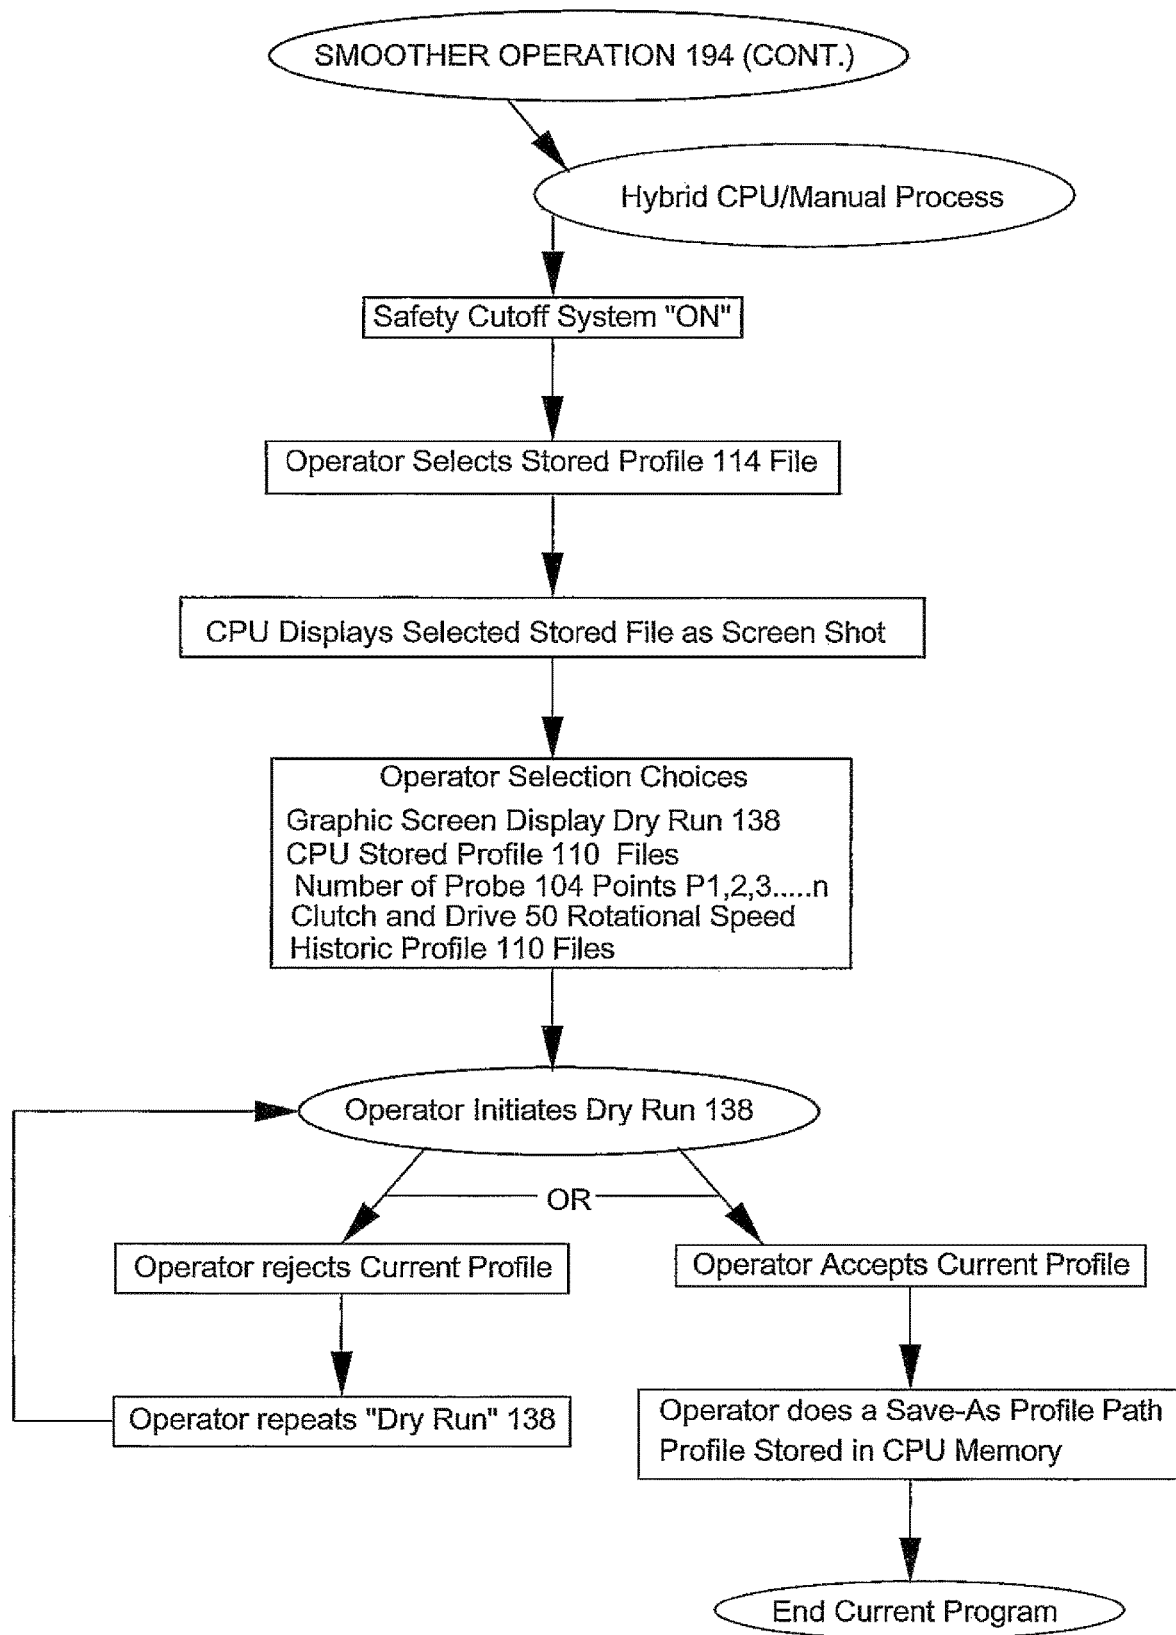 SMOOTHER OPERATION 194 (CONT.)
Hybrid CPU/Manual Process
Safety Cutoff System "ON"
Operator Selects Stored Profile 114 File
CPU Displays Selected Stored File as Screen Shot
Operator Selection Choices
Graphic Screen Display Dry Run 138
CPU Stored Profile 110 Files
Number of Probe 104 Points P1,2,3.....n
Clutch and Drive 50 Rotational Speed
Historic Profile 110 Files
Operator Initiates Dry Run 138
OR
Operator rejects Current Profile
Operator Accepts Current Profile
Operator repeats "Dry Run" 138
Operator does a Save-As Profile Path
Profile Stored in CPU Memory
End Current Program